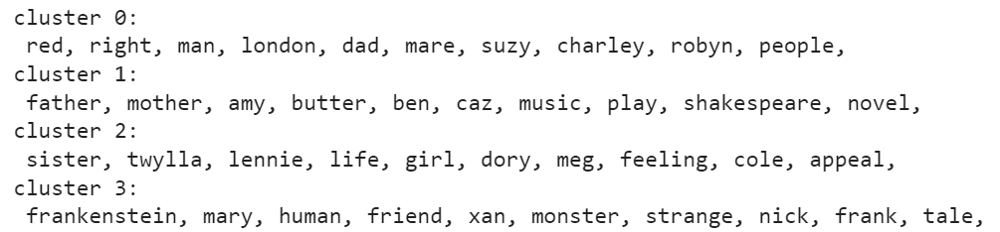 cluster 0:
red, right, man, london, dad, mare, suzy, charley, robyn, people,
cluster 1:
father, mother, amy, butter, ben, caz, music, play, shakespeare, novel,
cluster 2:
sister, twylla, lennie, life, girl, dory, meg, feeling, cole, appeal,
cluster 3:
frankenstein, mary, human, friend, xan, monster, strange, nick, frank, tale,